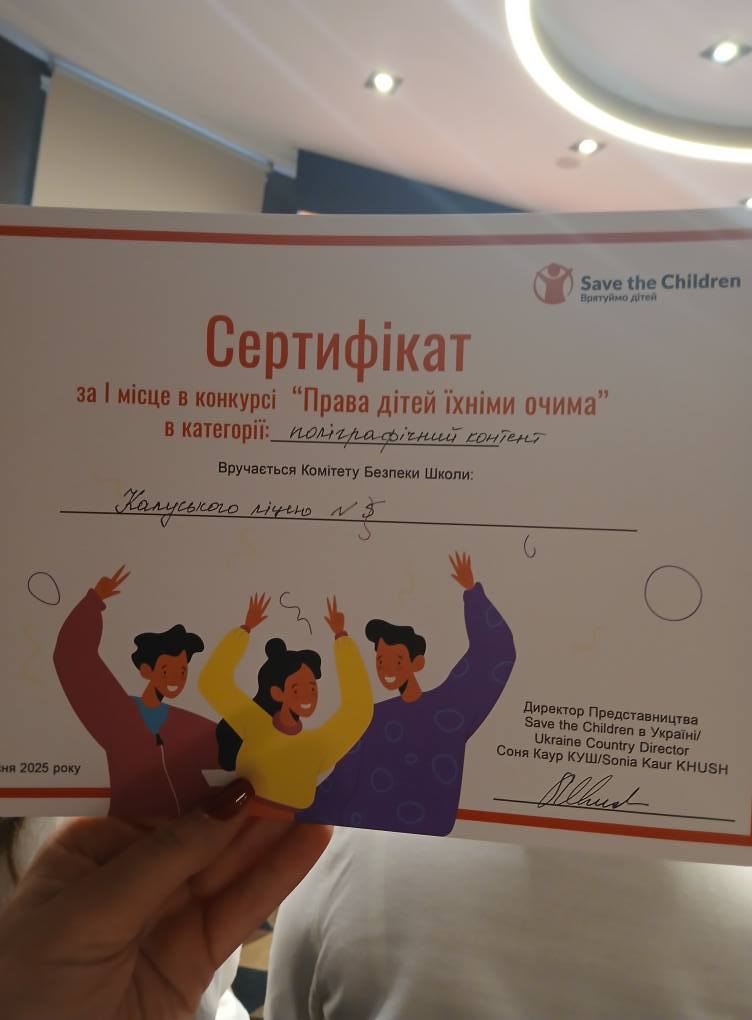 Save the Children
Врятуймо дітей
Сертифікат
за І місце в конкурсі “Права дітей їхніми очима”
в категорії: поліграфічний контент
Вручається Комітету Безпеки Школи:
Калуського ліцею №
Директор Представництва
Save the Children в Україні/
Ukraine Country Director
Соня Каур КУШ/Sonia Kaur KHUSH
2025 року